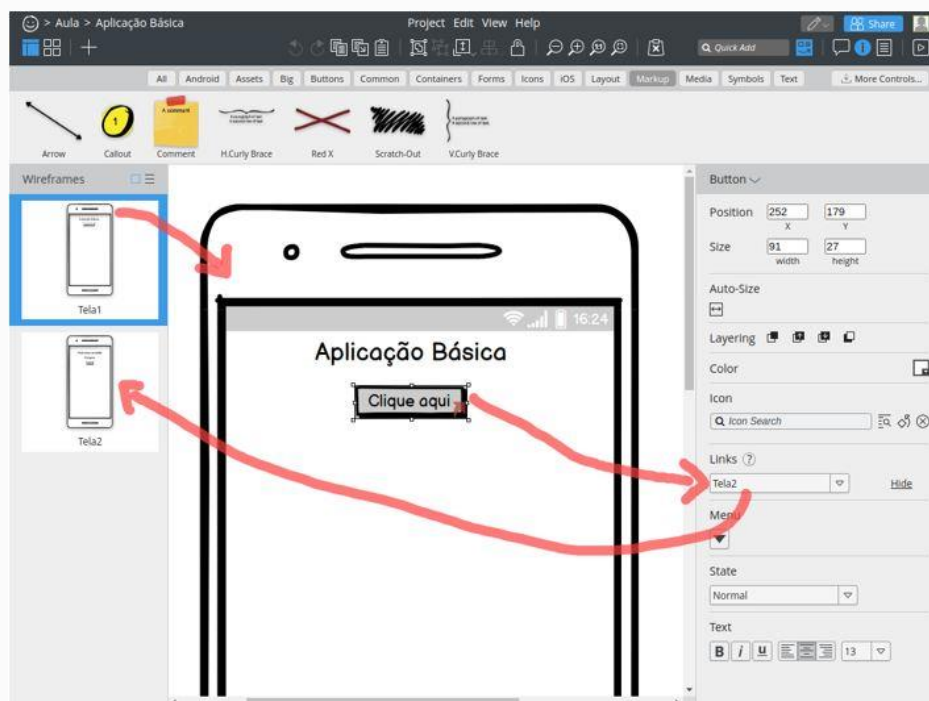 > Aula > Aplicação Básica
Project Edit View Help
Share
Quick Add
All Android Assets Big Buttons Common Containers Forms Icons iOS Layout Markup Media Symbols Text More Controls...
1
A comment
Arrow Callout Comment H.Curly Brace Red X Scratch-Out V.Curly Brace
Wireframes
Tela1
Tela2
16:24
Aplicação Básica
Clique aqui
Button
Position 252 179
X Y
Size 91 27
width height
Auto-Size
Layering
Color
Icon
Icon Search
Links ?
Tela2 Hide
Menu
State
Normal
Text
B i u 13